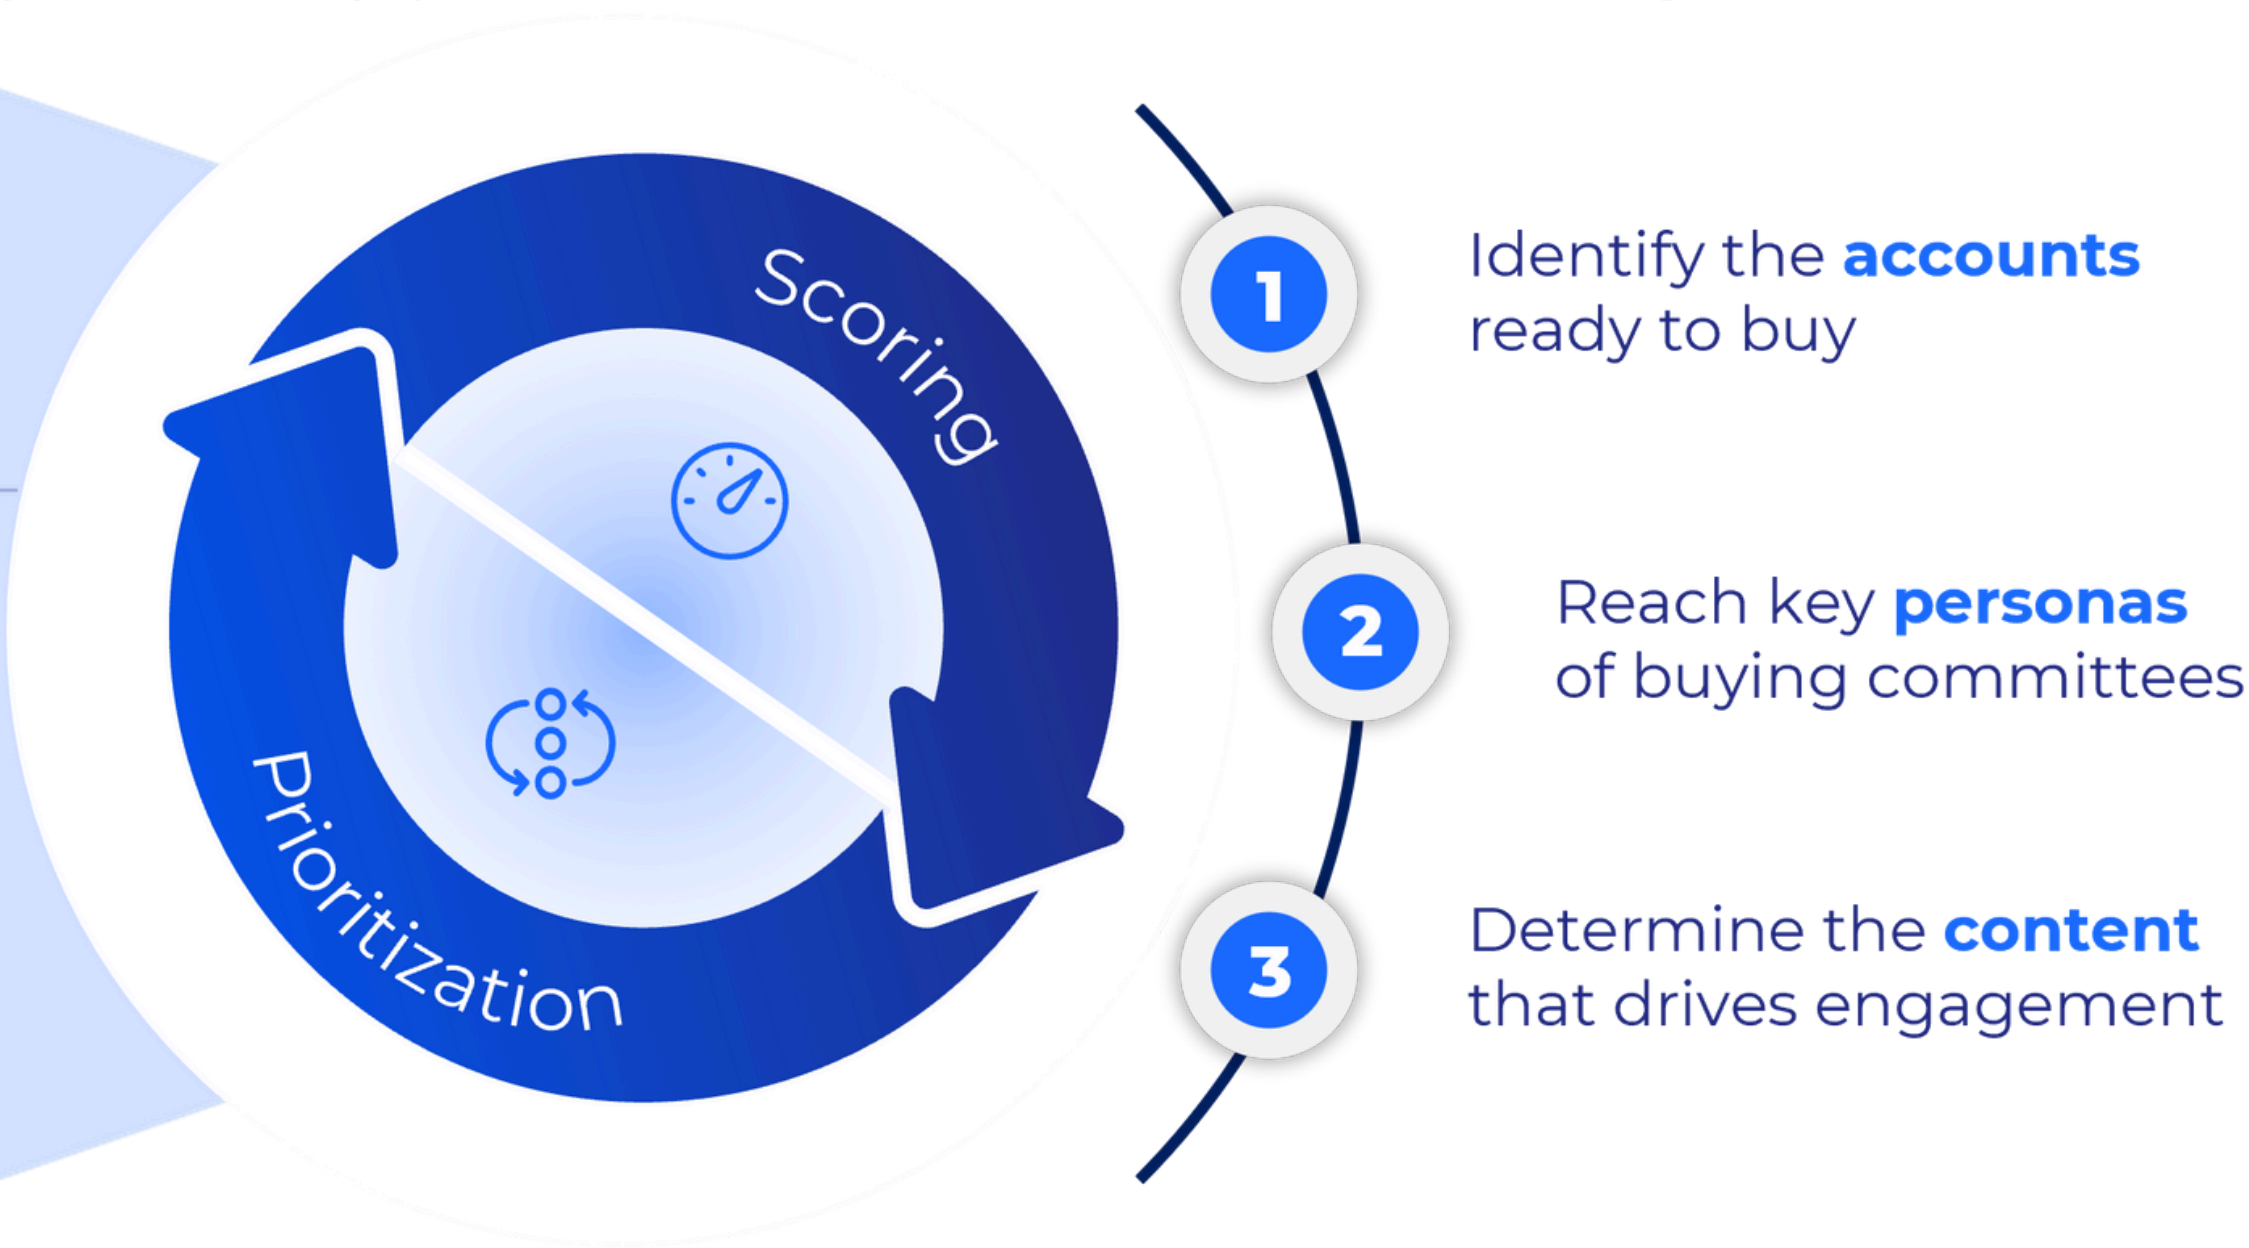 Scoring
Prioritization
1
Identify the accounts
ready to buy
2
Reach key personas
of buying committees
3
Determine the content
that drives engagement